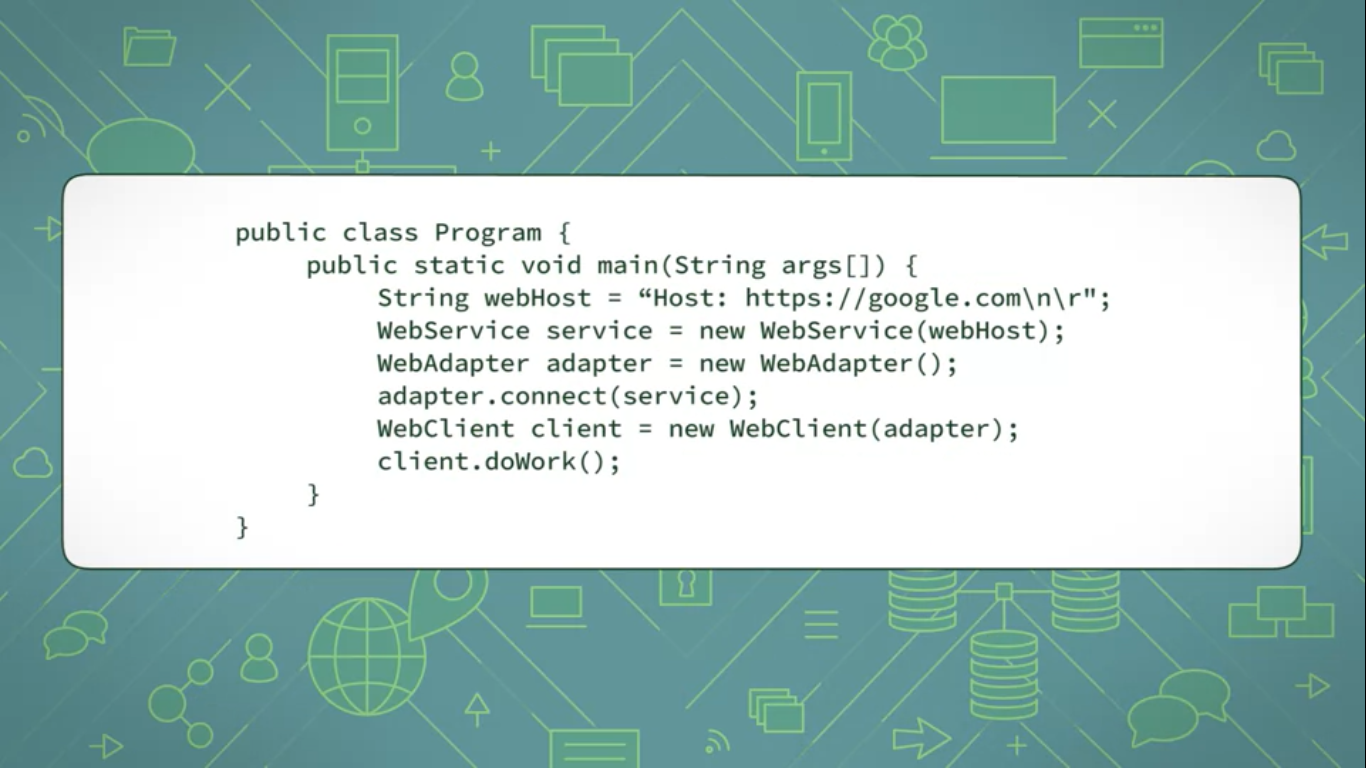 public class Program {
public static void main(String args[]) {
String webHost = “Host: https://google.com\n\r";
WebService service = new WebService(webHost);
WebAdapter adapter = new WebAdapter();
adapter.connect(service);
WebClient client = new WebClient(adapter);
client.doWork();
}
}